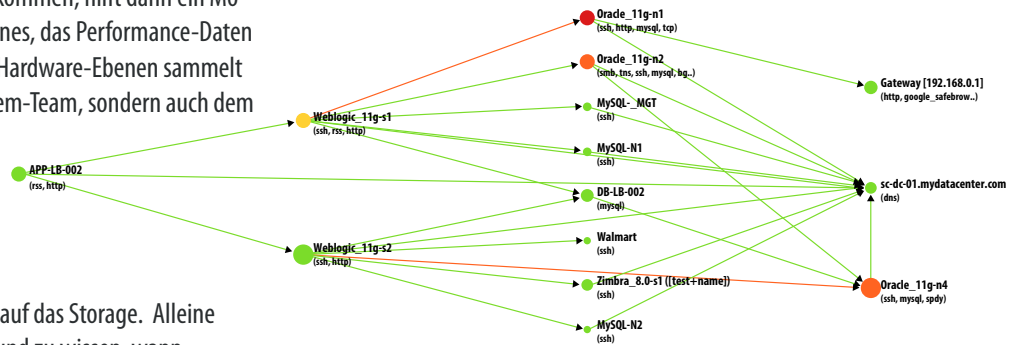 kommen, hilft dann ein Mo
nes, das Performance-Daten
Hardware-Ebenen sammelt
em-Team, sondern auch dem
auf das Storage. Alleine
APP-LB-002
(rss, http)
Weblogic_11g-s1
(ssh, rss, http)
Weblogic_11g-s2
(ssh, http)
Oracle_11g-n1
(ssh, http, mysql, tcp)
Oracle_11g-n2
(smb, tns, ssh, mysql, bg..)
MySQL-_MGT
(ssh)
MySQL-N1
(ssh)
DB-LB-002
(mysql)
Walmart
(ssh)
Zimbra_8.0-s1 ([test+name])
(ssh)
MySQL-N2
(ssh)
Gateway [192.168.0.1]
(http, google_safebrow..)
sc-dc-01.mydatacenter.com
(dns)
Oracle_11g-n4
(ssh, mysql, spdy)